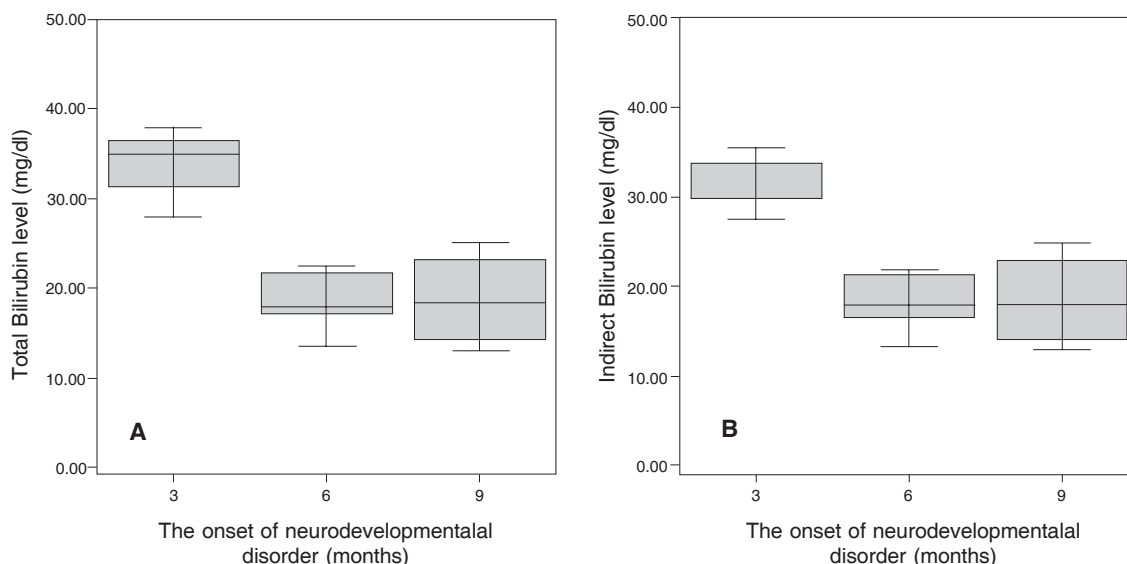 50.00
40.00
30.00
20.00
10.00
0.00
Total Bilirubin level (mg/dl)
A
3 6 9
The onset of neurodevelopmentalal
disorder (months)
50.00
40.00
30.00
20.00
10.00
0.00
Indirect Bilirubin level (mg/dl)
B
3 6 9
The onset of neurodevelopmentalal
disorder (months)